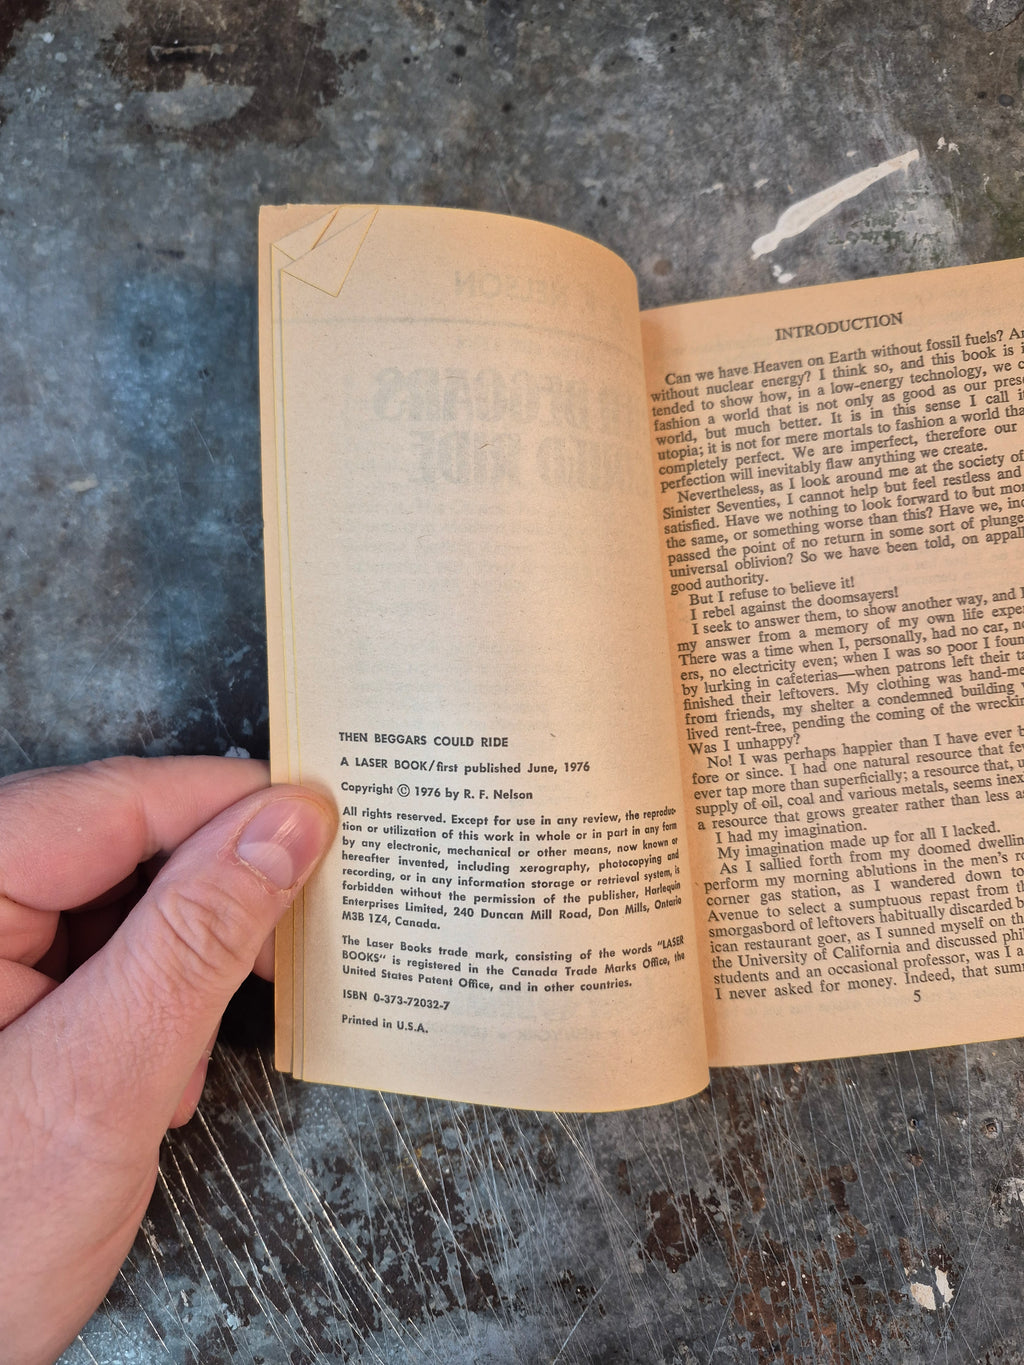 THEN BEGGARS COULD RIDE
A LASER BOOK/first published June, 1976
Copyright © 1976 by R. F. Nelson
All rights reserved. Except for use in any review, the reproduc-
tion or utilization of this work in whole or in part in any form
by any electronic, mechanical or other means, now known or
hereafter invented, including xerography, photocopying and
recording, or in any information storage or retrieval system, is
forbidden without the permission of the publisher, Harlequin
Enterprises Limited, 240 Duncan Mill Road, Don Mills, Ontario
M3B 1Z4, Canada.
The Laser Books trade mark, consisting of the words "LASER
BOOKS" is registered in the Canada Trade Marks Office, the
United States Patent Office, and in other countries.
ISBN 0-373-72032-7
Printed in U.S.A.
INTRODUCTION
Can we have Heaven on Earth without fossil fuels?
without nuclear energy? I think so, and this book is
tended to show how, in a low-energy technology, we
fashion a world that is not only as good as our
world, but much better. It is in this sense I call
utopia; it is not for mere mortals to fashion a world
completely perfect. We are imperfect, therefore our
perfection will inevitably flaw anything we create.
Nevertheless, as I look around me at the society of
Sinister Seventies, I cannot help but feel restless and
satisfied. Have we nothing to look forward to but
the same, or something worse than this? Have we,
passed the point of no return in some sort of
universal oblivion? So we have been told, on
good authority.
But I refuse to believe it!
I rebel against the doomsayers!
I seek to answer them, to show another way, and
my answer from a memory of my own life
There was a time when I, personally, had no car,
ers, no electricity even; when I was so poor I
by lurking in cafeterias—when patrons left their
finished their leftovers. My clothing was
from friends, my shelter a condemned building
lived rent-free, pending the coming of the
Was I unhappy?
No! I was perhaps happier than I have ever
fore or since. I had one natural resource that
ever tap more than superficially; a resource that,
supply of oil, coal and various metals, seems
a resource that grows greater rather than less
I had my imagination.
My imagination made up for all I lacked.
As I sallied forth from my doomed
perform my morning ablutions in the men's
corner gas station, as I wandered down
Avenue to select a sumptuous repast from
smorgasbord of leftovers habitually discarded
ican restaurant goer, as I sunned myself on
the University of California and discussed
students and an occasional professor, was I
I never asked for money. Indeed, that
5